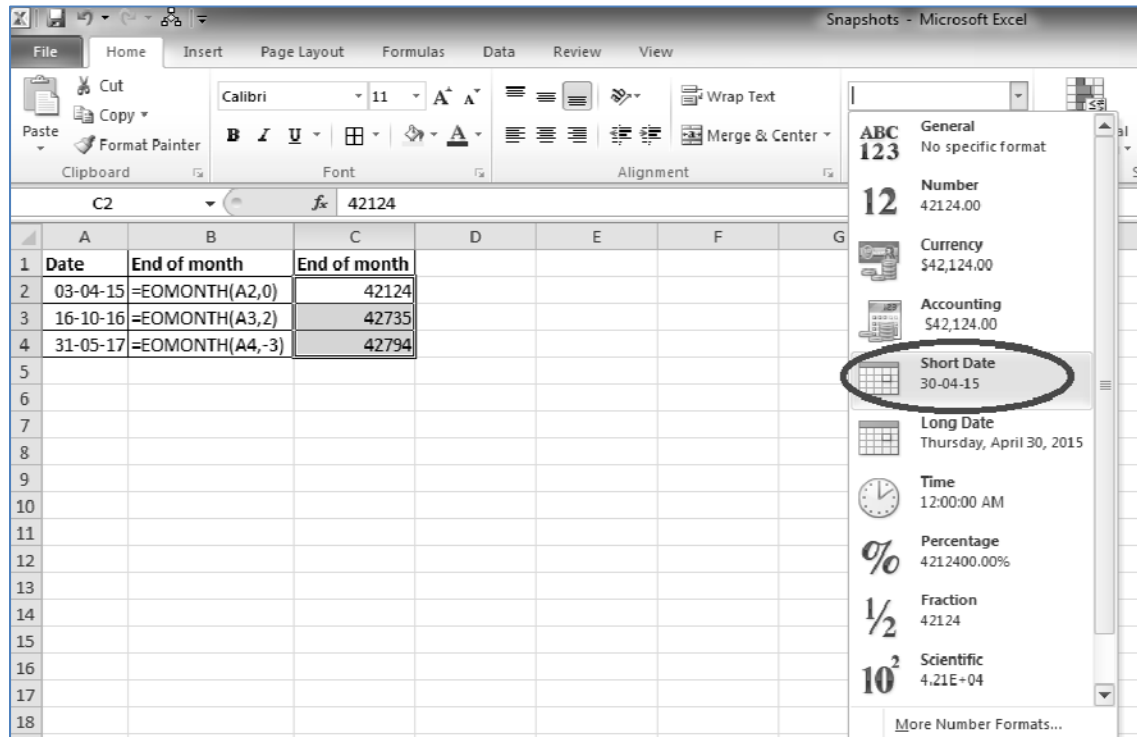 Snapshots - Microsoft Excel
File Home Insert Page Layout Formulas Data Review View
Cut
Copy
Format Painter
Paste
Clipboard
Calibri 11 A A
B I U A
Font
Wrap Text
Merge & Center
Alignment
C2 fx 42124
A B C D E F G
1 Date End of month End of month
2 03-04-15 =EOMONTH(A2,0) 42124
3 16-10-16 =EOMONTH(A3,2) 42735
4 31-05-17 =EOMONTH(A4,-3) 42794
5
6
7
8
9
10
11
12
13
14
15
16
17
18
ABC
123
General
No specific format
12
Number
42124.00
Currency
$42,124.00
Accounting
$42,124.00
Short Date
30-04-15
Long Date
Thursday, April 30, 2015
Time
12:00:00 AM
%
Percentage
4212400.00%
1/2
Fraction
42124
10²
Scientific
4.21E+04
More Number Formats...